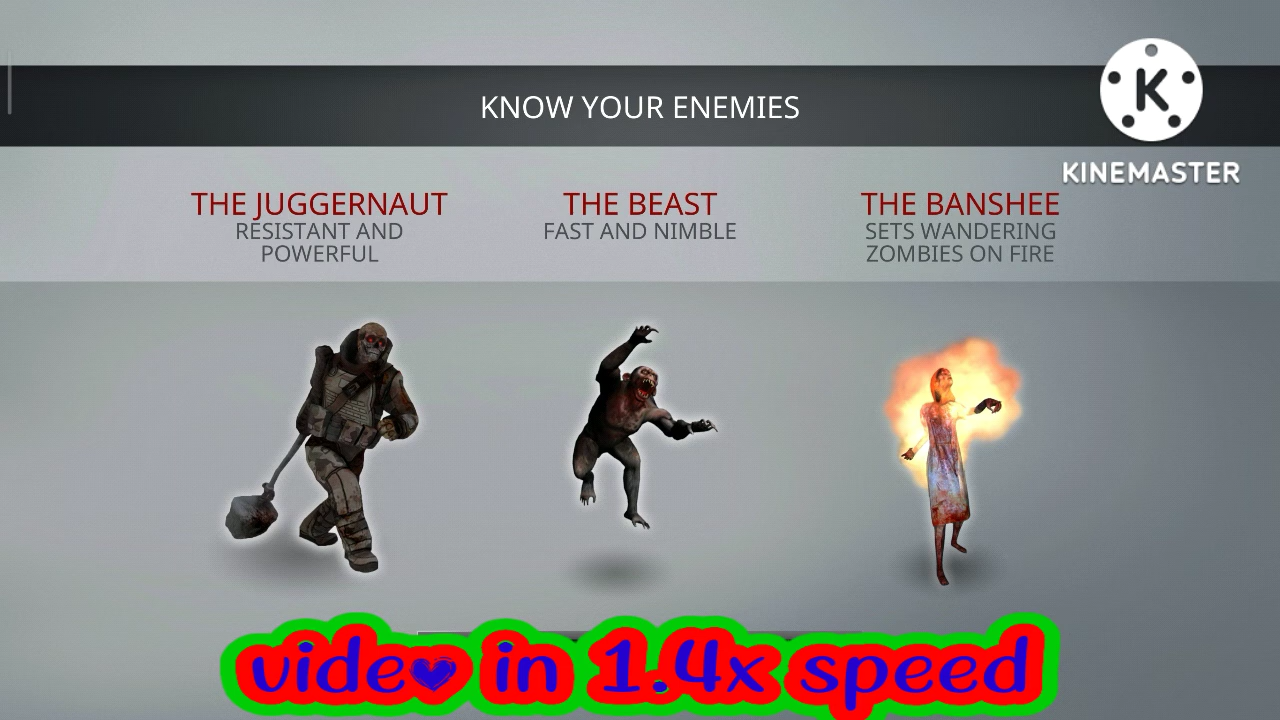 KNOW YOUR ENEMIES
K
KINEMASTER
THE JUGGERNAUT
RESISTANT AND
POWERFUL
THE BEAST
FAST AND NIMBLE
THE BANSHEE
SETS WANDERING
ZOMBIES ON FIRE
video in 1.4x speed